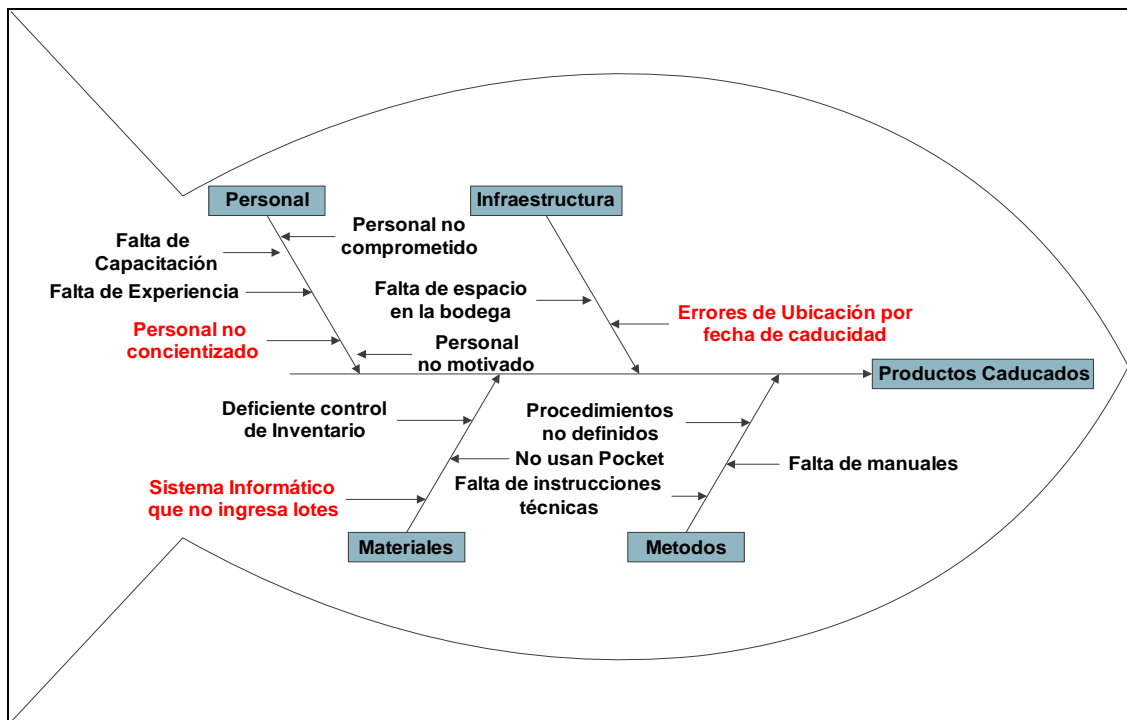 Personal
Infraestructura
Personal no
comprometido
Falta de
Capacitación
Falta de Experiencia
Falta de espacio
en la bodega
Errores de Ubicación por
fecha de caducidad
Personal no
concientizado
Personal
no motivado
Productos Caducados
Deficiente control
de Inventario
Procedimientos
no definidos
No usan Pocket
Falta de manuales
Sistema Informático
que no ingresa lotes
Falta de instrucciones
técnicas
Materiales
Metodos